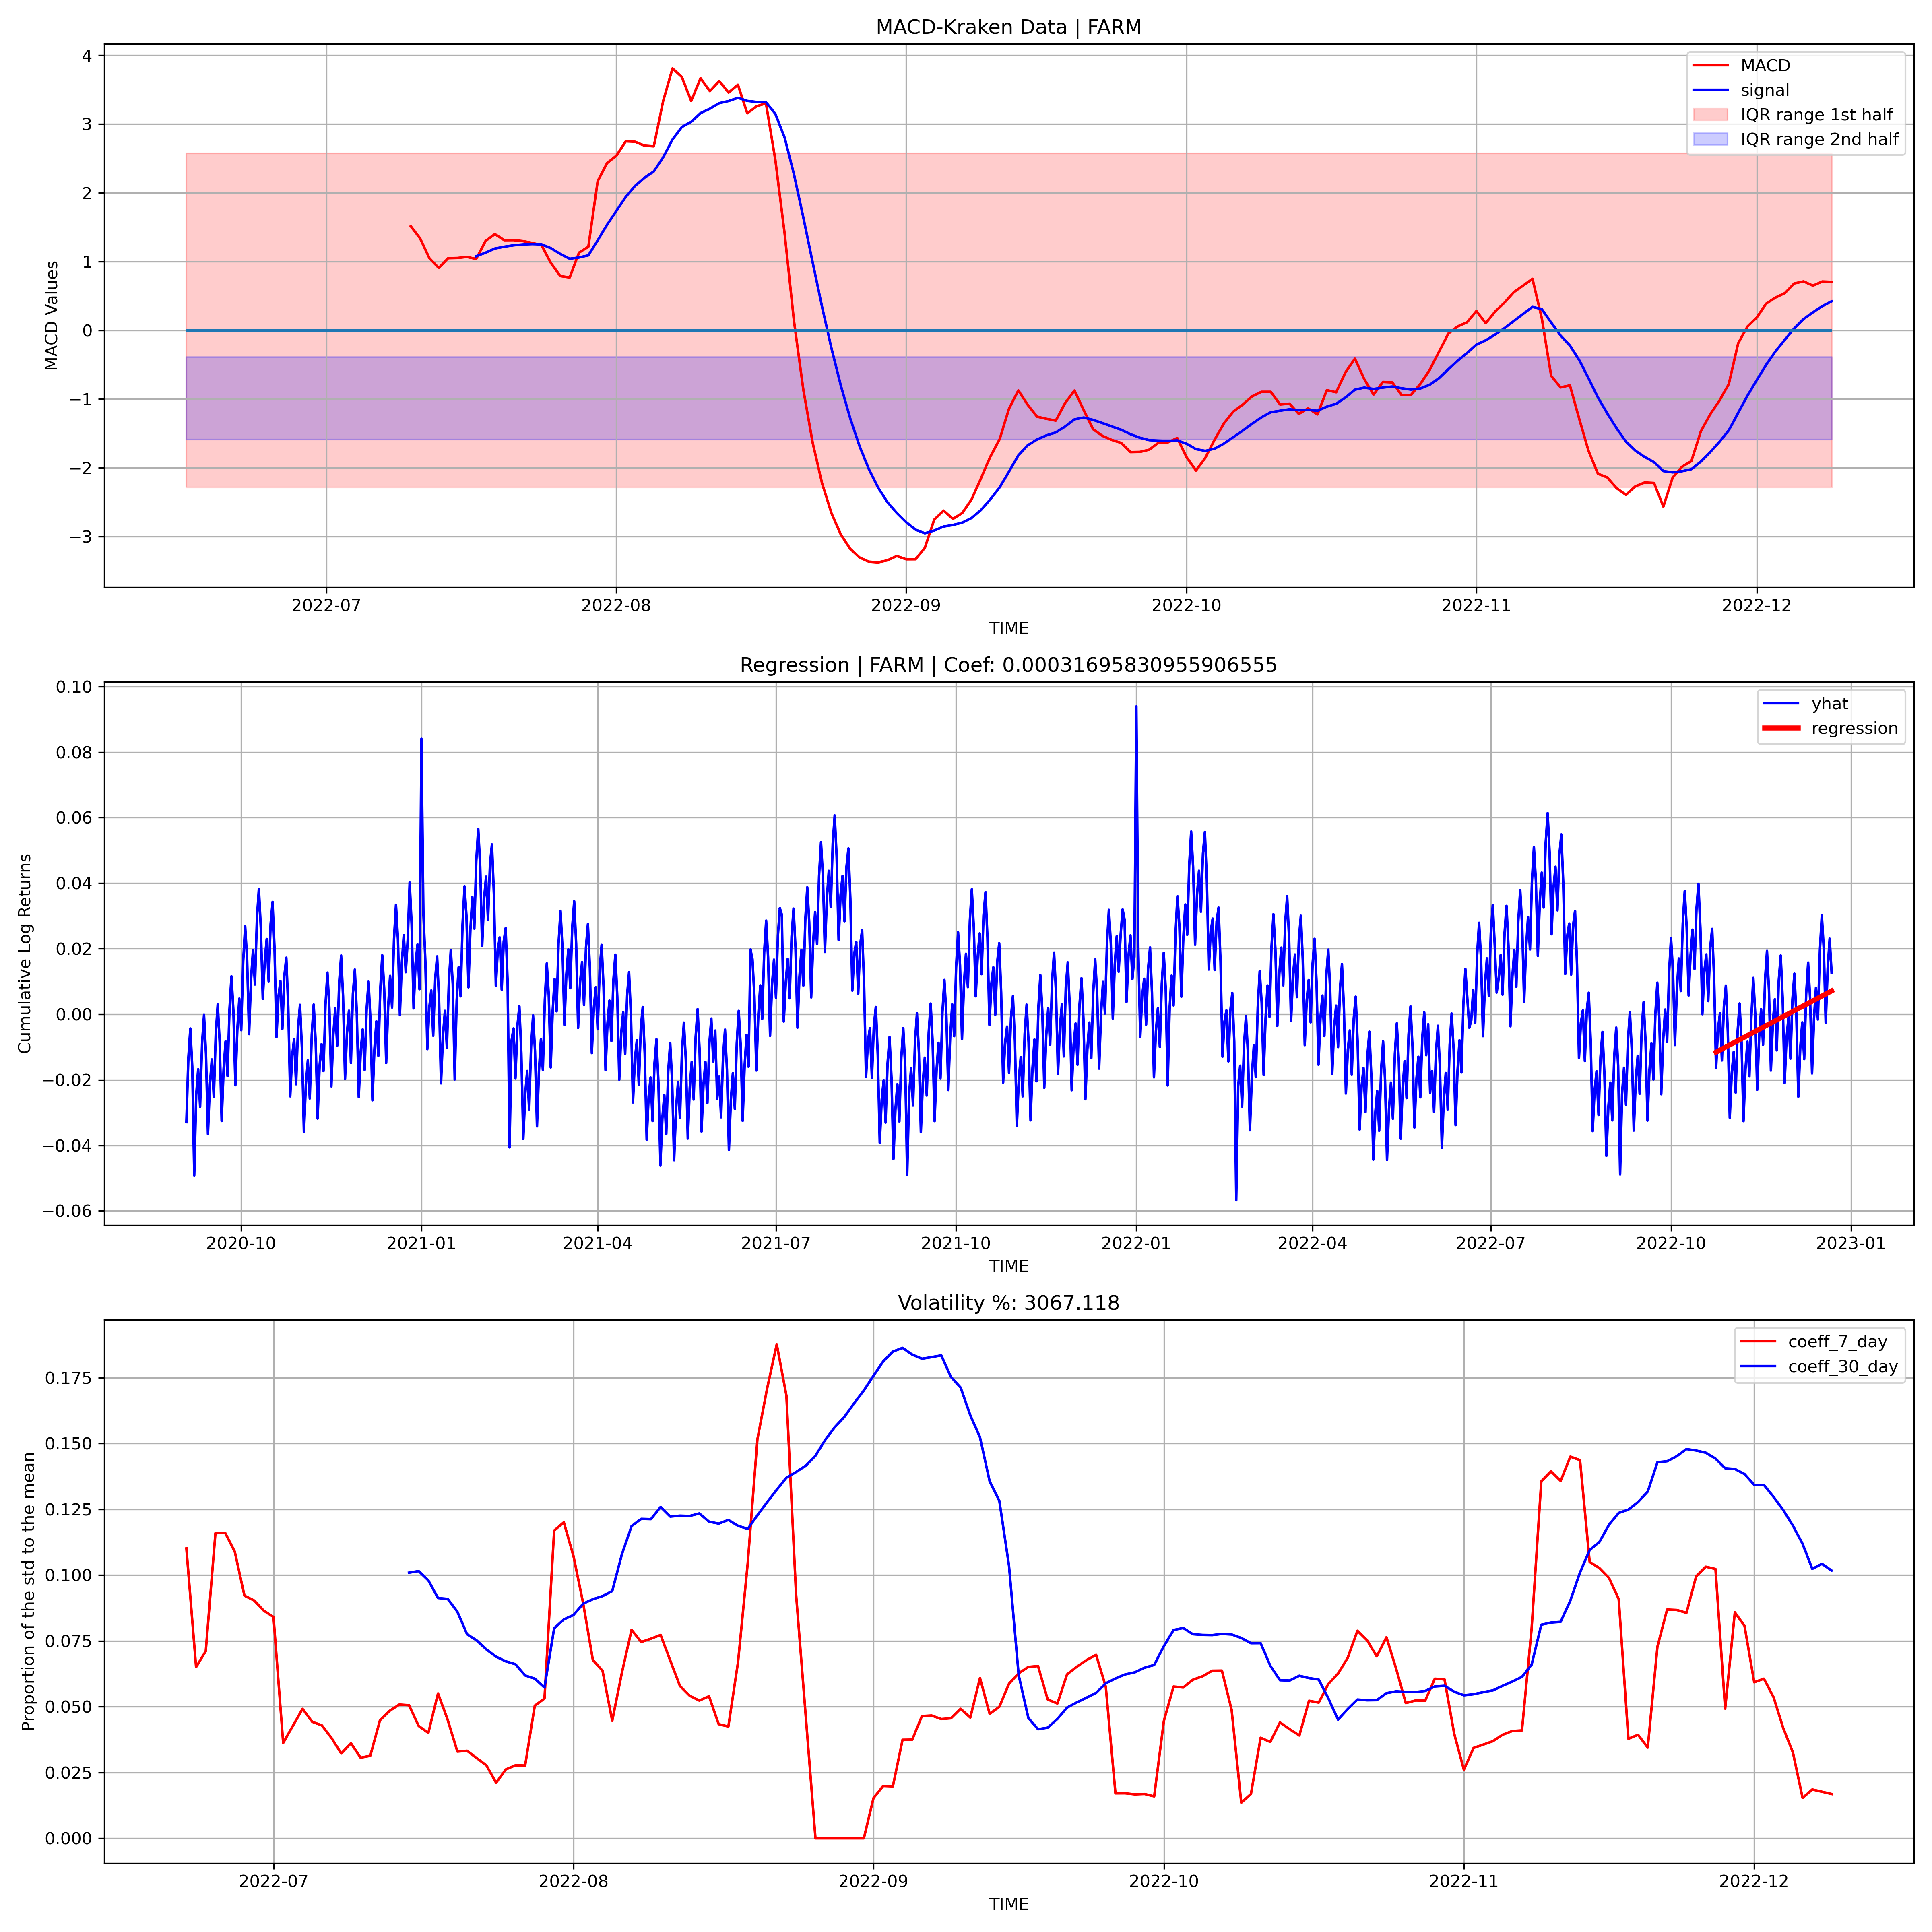 MACD-Kraken Data | FARM
MACD Values
4
3
2
1
0
−1
−2
−3
MACD
signal
IQR range 1st half
IQR range 2nd half
2022-07 2022-08 2022-09 2022-10 2022-11 2022-12
TIME
Regression | FARM | Coef: 0.00031695830955906555
Cumulative Log Returns
0.10
0.08
0.06
0.04
0.02
0.00
−0.02
−0.04
−0.06
yhat
regression
2020-10 2021-01 2021-04 2021-07 2021-10 2022-01 2022-04 2022-07 2022-10 2023-01
TIME
Volatility %: 3067.118
Proportion of the std to the mean
0.175
0.150
0.125
0.100
0.075
0.050
0.025
0.000
coeff_7_day
coeff_30_day
2022-07 2022-08 2022-09 2022-10 2022-11 2022-12
TIME